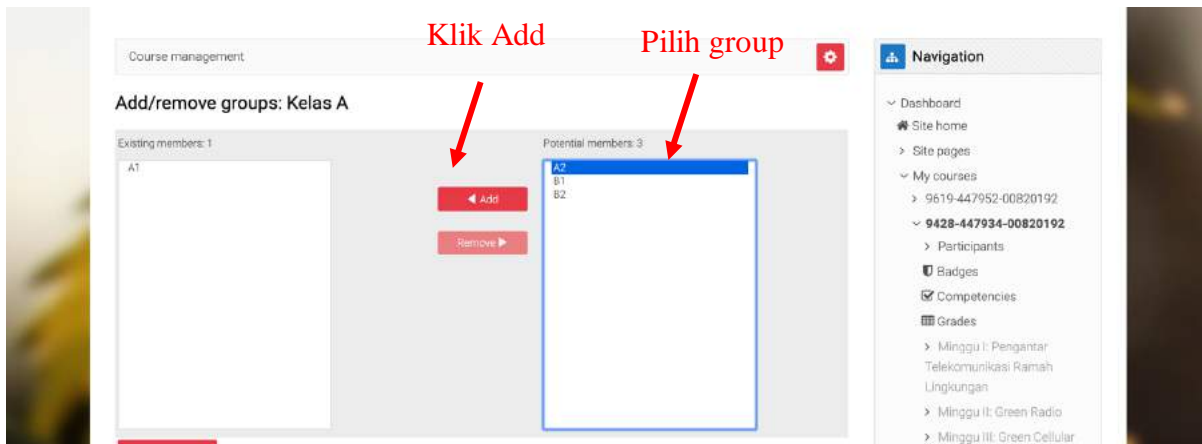 Klik Add
Pilih group
Course management
Add/remove groups: Kelas A
Existing members: 1
A1
Add
Remove
Potential members: 3
A2
B1
B2
Navigation
Dashboard
Site home
Site pages
My courses
9619-447952-00820192
9428-447934-00820192
Participants
Badges
Competencies
Grades
Minggu I: Pengantar
Telekomunikasi Ramah
Lingkungan
Minggu II: Green Radio
Minggu III: Green Cellular